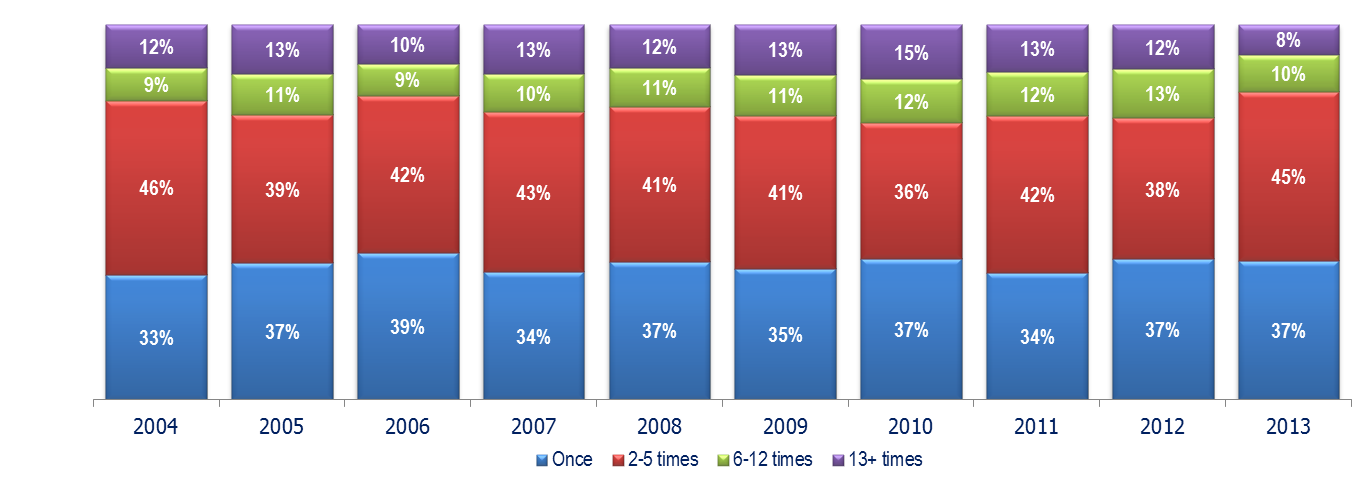 12% 13% 10% 13% 12% 13% 15% 13% 12% 8%
9% 11% 9% 10% 11% 11% 12% 12% 13% 10%
46% 39% 42% 43% 41% 41% 36% 42% 38% 45%
33% 37% 39% 34% 37% 35% 37% 34% 37% 37%
2004 2005 2006 2007 2008 2009 2010 2011 2012 2013
Once 2-5 times 6-12 times 13+ times